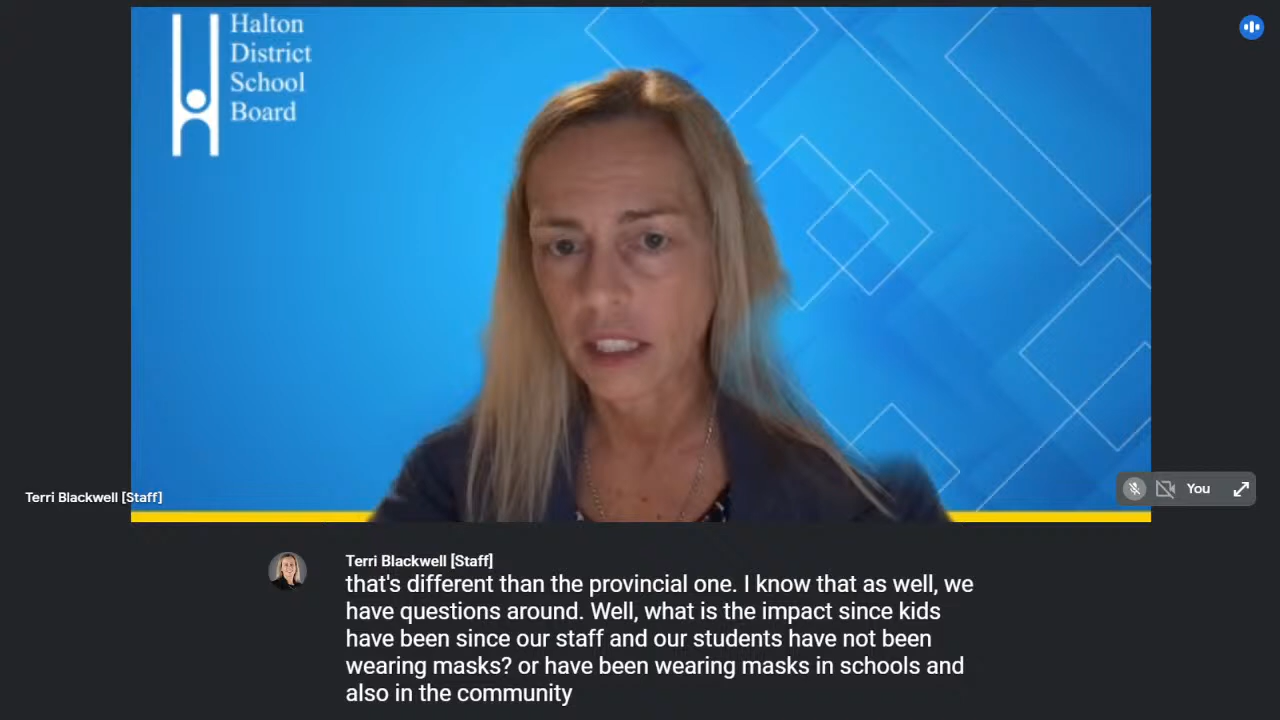 Halton
District
School
Board
Terri Blackwell [Staff]
You
Terri Blackwell [Staff]
that's different than the provincial one. I know that as well, we
have questions around. Well, what is the impact since kids
have been since our staff and our students have not been
wearing masks? or have been wearing masks in schools and
also in the community